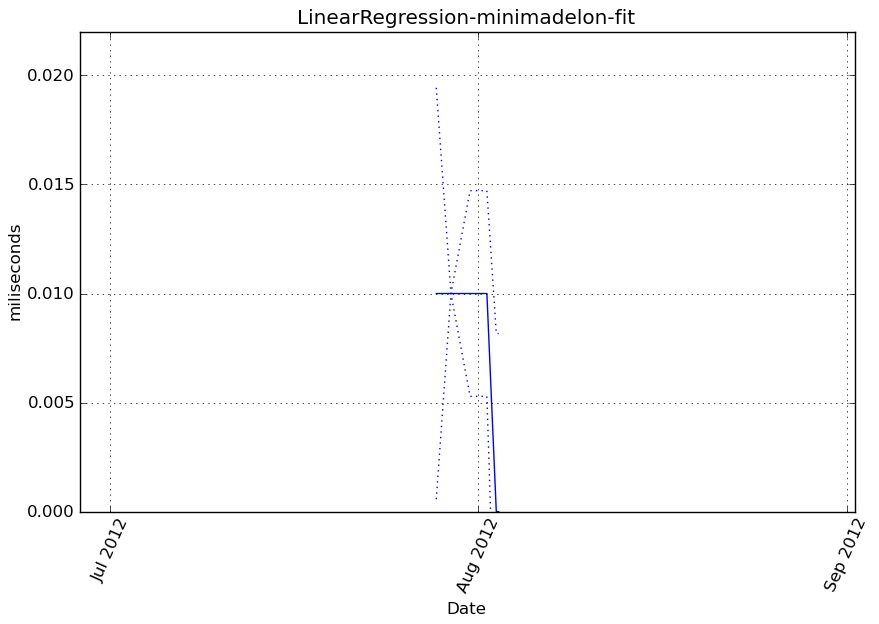 LinearRegression-minimadelon-fit
0.020
0.015
0.010
0.005
0.000
miliseconds
Jul 2012
Aug 2012
Sep 2012
Date